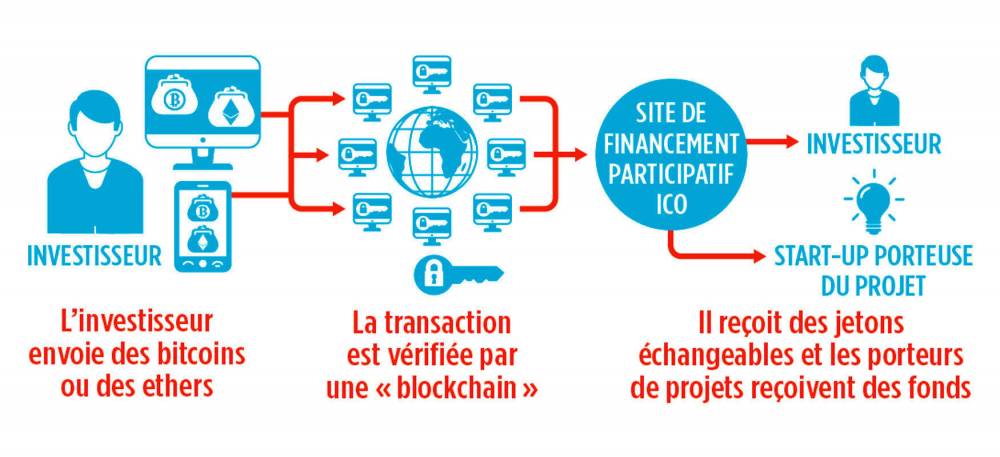 INVESTISSEUR
L’investisseur
envoie des bitcoins
ou des ethers
La transaction
est vérifiée par
une « blockchain »
SITE DE
FINANCEMENT
PARTICIPATIF
ICO
INVESTISSEUR
START-UP PORTEUSE
DU PROJET
Il reçoit des jetons
échangeables et les porteurs
de projets reçoivent des fonds